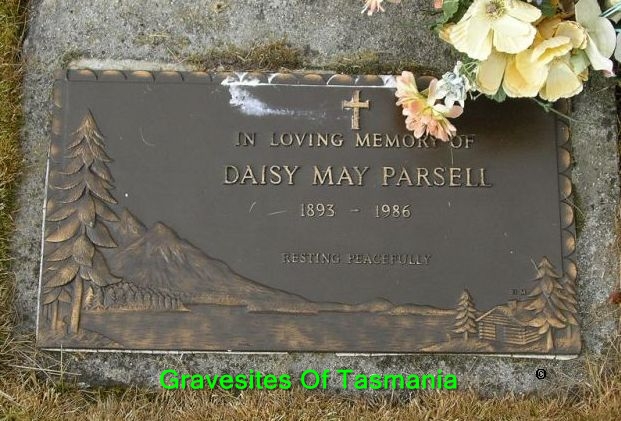 IN LOVING MEMORY OF
DAISY MAY PARSELL
1893 - 1986
RESTING PEACEFULLY
Gravesites Of Tasmania